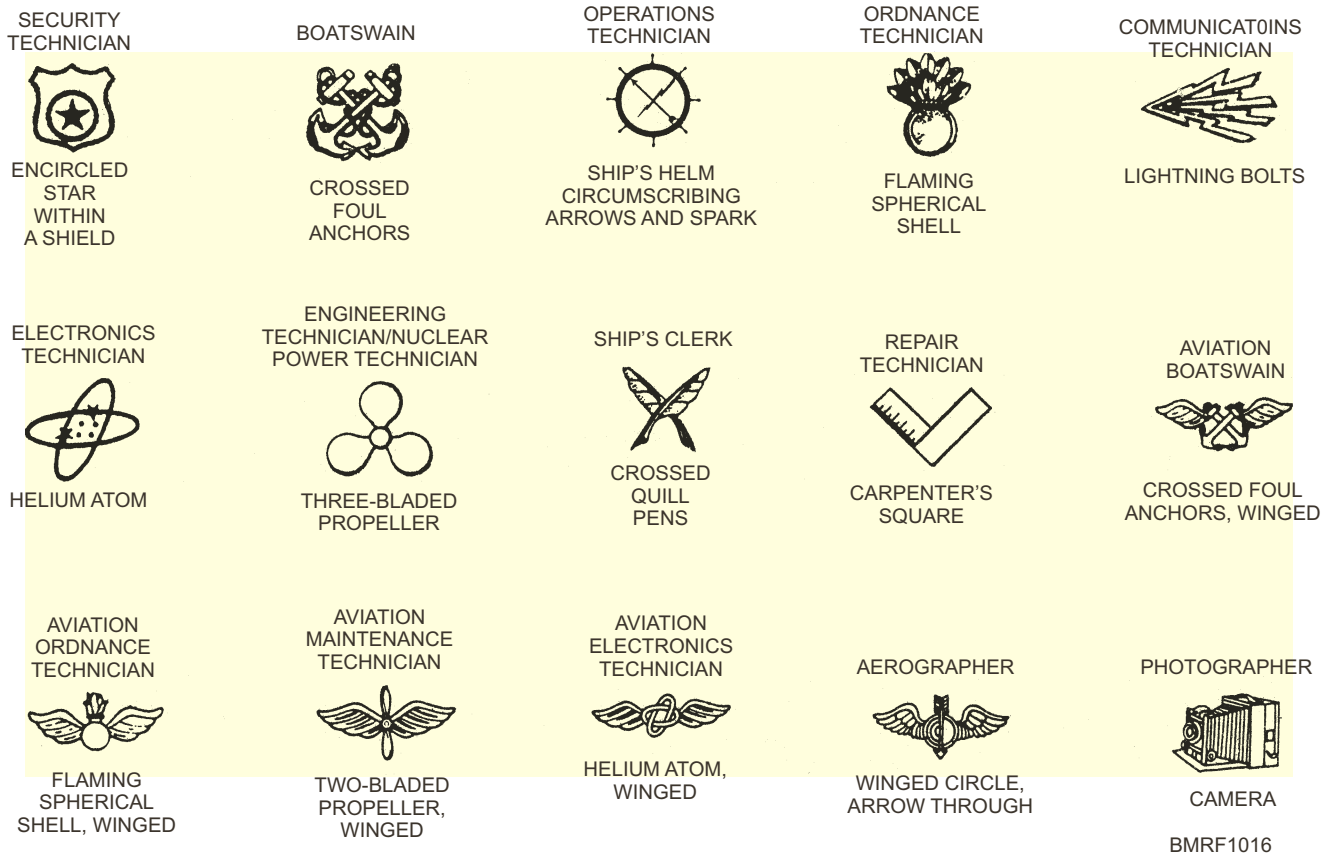 SECURITY
TECHNICIAN
ENCIRCLED
STAR
WITHIN
A SHIELD
BOATSWAIN
CROSSED
FOUL
ANCHORS
OPERATIONS
TECHNICIAN
SHIP'S HELM
CIRCUMSCRIBING
ARROWS AND SPARK
ORDNANCE
TECHNICIAN
FLAMING
SPHERICAL
SHELL
COMMUNICAT0INS
TECHNICIAN
LIGHTNING BOLTS
ELECTRONICS
TECHNICIAN
HELIUM ATOM
ENGINEERING
TECHNICIAN/NUCLEAR
POWER TECHNICIAN
THREE-BLADED
PROPELLER
SHIP'S CLERK
CROSSED
QUILL
PENS
REPAIR
TECHNICIAN
CARPENTER'S
SQUARE
AVIATION
BOATSWAIN
CROSSED FOUL
ANCHORS, WINGED
AVIATION
ORDNANCE
TECHNICIAN
FLAMING
SPHERICAL
SHELL, WINGED
AVIATION
MAINTENANCE
TECHNICIAN
TWO-BLADED
PROPELLER,
WINGED
AVIATION
ELECTRONICS
TECHNICIAN
HELIUM ATOM,
WINGED
AEROGRAPHER
WINGED CIRCLE,
ARROW THROUGH
PHOTOGRAPHER
CAMERA
BMRF1016